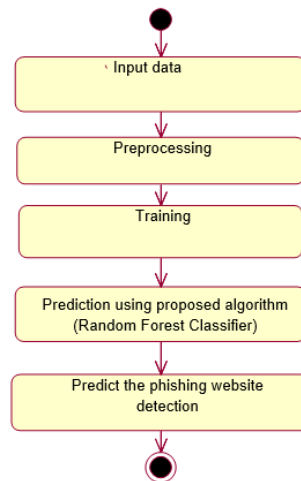 Input data
Preprocessing
Training
Prediction using proposed algorithm
(Random Forest Classifier)
Predict the phishing website
detection